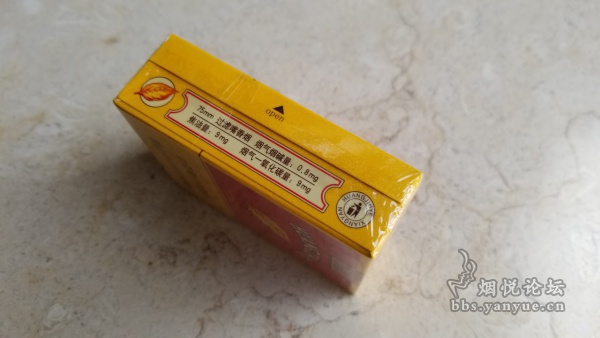 open
75mm 过滤嘴香烟 烟气烟碱量：0.8mg
焦油量：9mg 烟气一氧化碳量：9mg
烟悦论坛
bbs.yanyue.cn